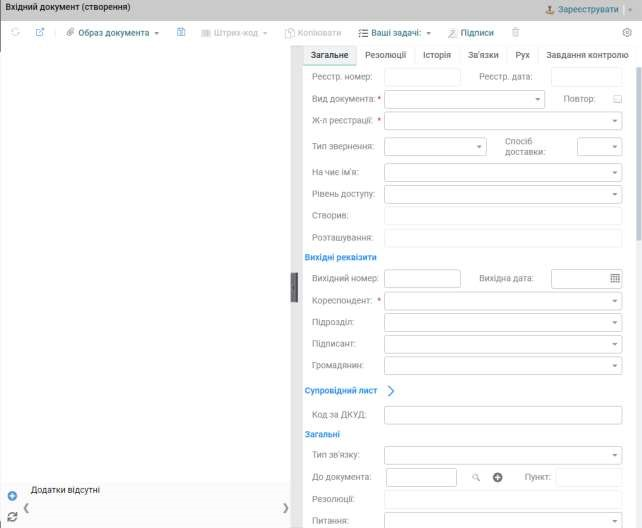 Вхідний документ (створення)
Зареєструвати
Образ документа
Штрих-код
Копіювати
Ваші задачі:
Підписи
Загальне Резолюції Історія Зв'язки Рух Завдання контролю
Реєстр. номер: Реєстр. дата:
Вид документа: * Повтор:
Ж-л реєстрації: *
Тип звернення: Спосіб доставки:
На чиє ім'я:
Рівень доступу:
Створив:
Розташування:
Вихідні реквізити
Вихідний номер: Вихідна дата:
Кореспондент: *
Підрозділ:
Підписант:
Громадянин:
Супровідний лист
Код за ДКУД:
Загальні
Тип зв'язку:
До документа: Пункт:
Резолюції:
Питання:
Додатки відсутні